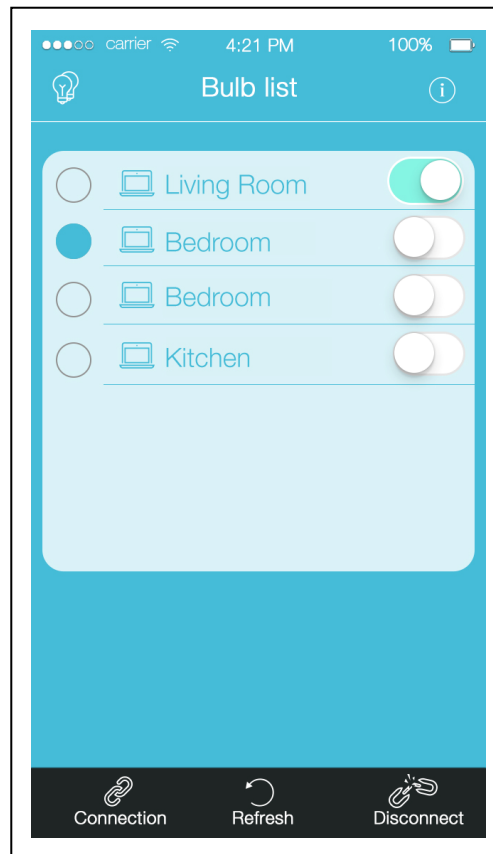 carrier 4:21 PM 100%
Bulb list
i
Living Room
Bedroom
Bedroom
Kitchen
Connection Refresh Disconnect